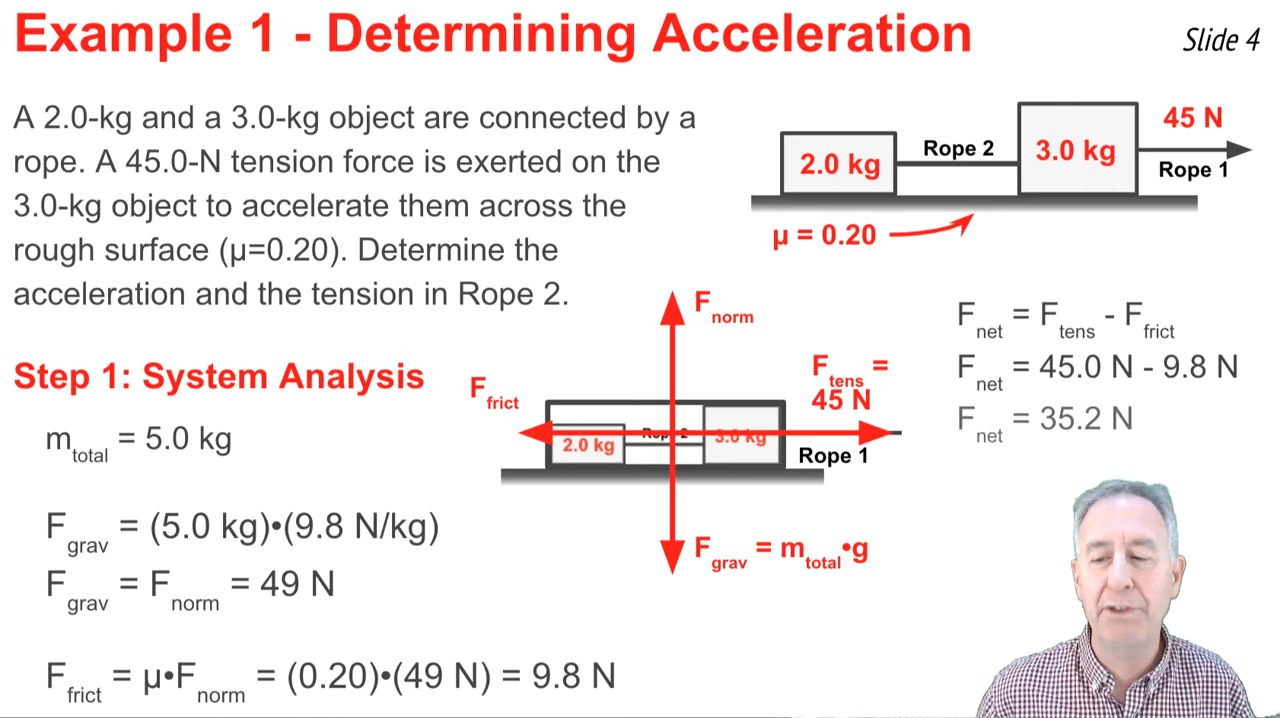 Example 1 - Determining Acceleration
Slide 4
A 2.0-kg and a 3.0-kg object are connected by a
rope. A 45.0-N tension force is exerted on the
3.0-kg object to accelerate them across the
rough surface (μ=0.20). Determine the
acceleration and the tension in Rope 2.
2.0 kg
Rope 2
3.0 kg
45 N
Rope 1
μ = 0.20
Step 1: System Analysis
m_total = 5.0 kg
F_grav = (5.0 kg)•(9.8 N/kg)
F_grav = F_norm = 49 N
F_frict = μ•F_norm = (0.20)•(49 N) = 9.8 N
F_norm
F_frict
F_tens =
45 N
2.0 kg
Rope 2
3.0 kg
Rope 1
F_grav = m_total•g
F_net = F_tens - F_frict
F_net = 45.0 N - 9.8 N
F_net = 35.2 N